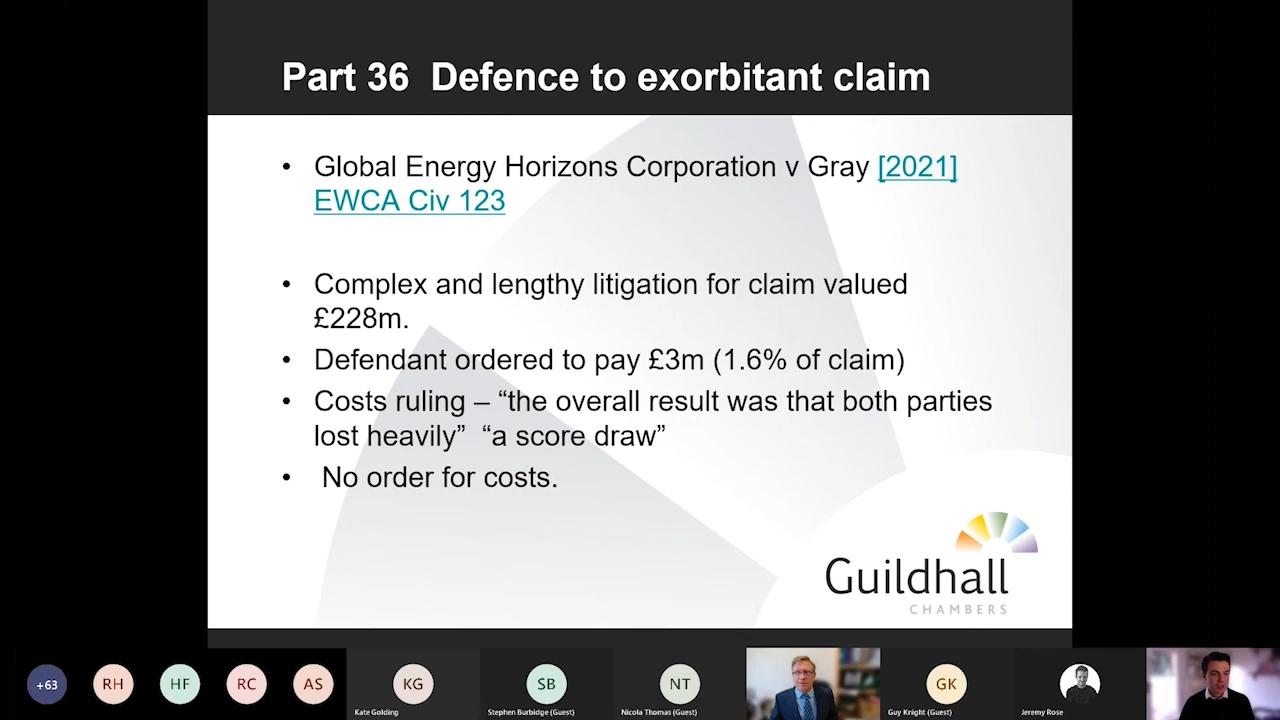 Part 36 Defence to exorbitant claim
• Global Energy Horizons Corporation v Gray [2021]
EWCA Civ 123
• Complex and lengthy litigation for claim valued
£228m.
• Defendant ordered to pay £3m (1.6% of claim)
• Costs ruling – “the overall result was that both parties
lost heavily” “a score draw”
• No order for costs.
Guildhall
CHAMBERS
+63 RH HF RC AS KG SB NT GK
Kate Golding Stephen Burbidge (Guest) Nicola Thomas (Guest) Guy Knight (Guest) Jeremy Rose